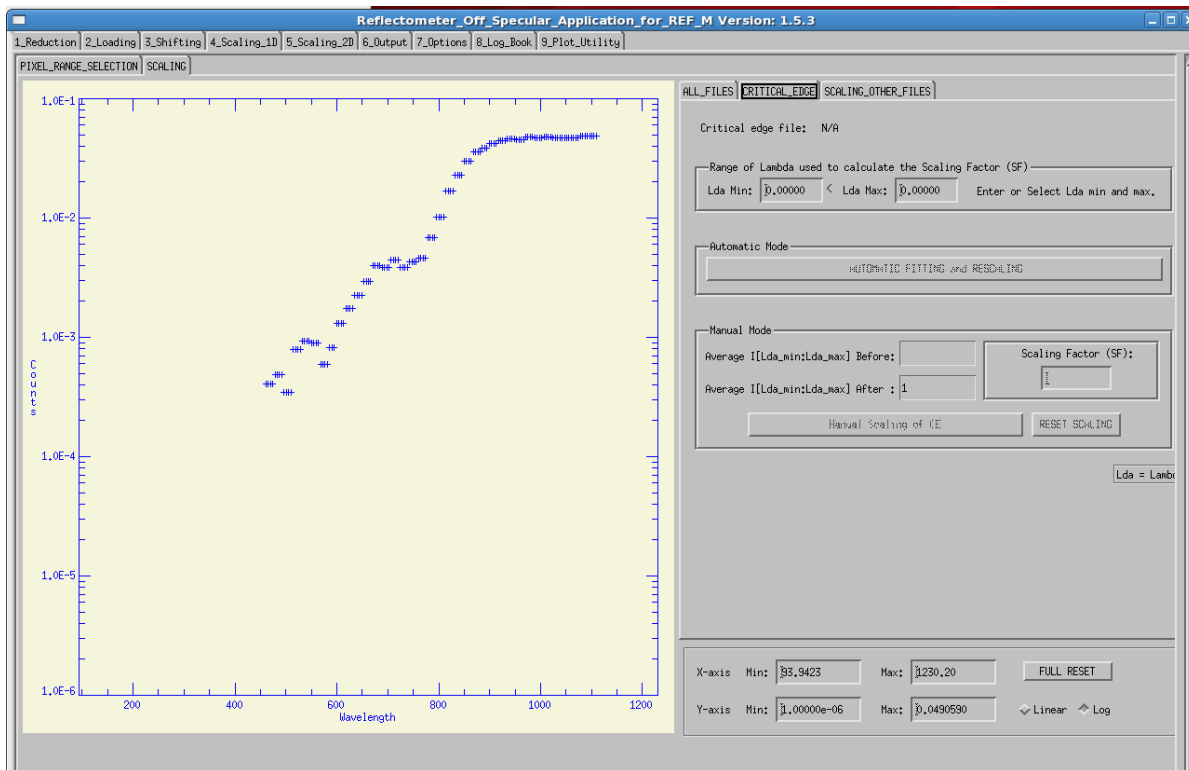 Reflectometer_Off_Specular_Application_for_REF_M Version: 1.5.3
1_Reduction 2_Loading 3_Shifting 4_Scaling_1D 5_Scaling_2D 6_Output 7_Options 8_Log_Book 9_Plot_Utility
PIXEL_RANGE_SELECTION SCALING
ALL_FILES CRITICAL_EDGE SCALING_OTHER_FILES
Critical edge file: N/A
Range of Lambda used to calculate the Scaling Factor (SF)
Lda Min: 0.00000 < Lda Max: 0.00000 Enter or Select Lda min and max.
Automatic Mode
AUTOMATIC FITTING and RESCALING
Manual Mode
Average I[Lda_min:Lda_max] Before:
Average I[Lda_min:Lda_max] After : 1
Scaling Factor (SF):
Manual Scaling of CE RESET SCALING
Lda = Lambd
1.0E-1
1.0E-2
1.0E-3
1.0E-4
1.0E-5
1.0E-6
Counts
200 400 600 800 1000 1200
Wavelength
X-axis Min: 93.9423 Max: 1230.20 FULL RESET
Y-axis Min: 1.00000e-06 Max: 0.0490590 Linear Log